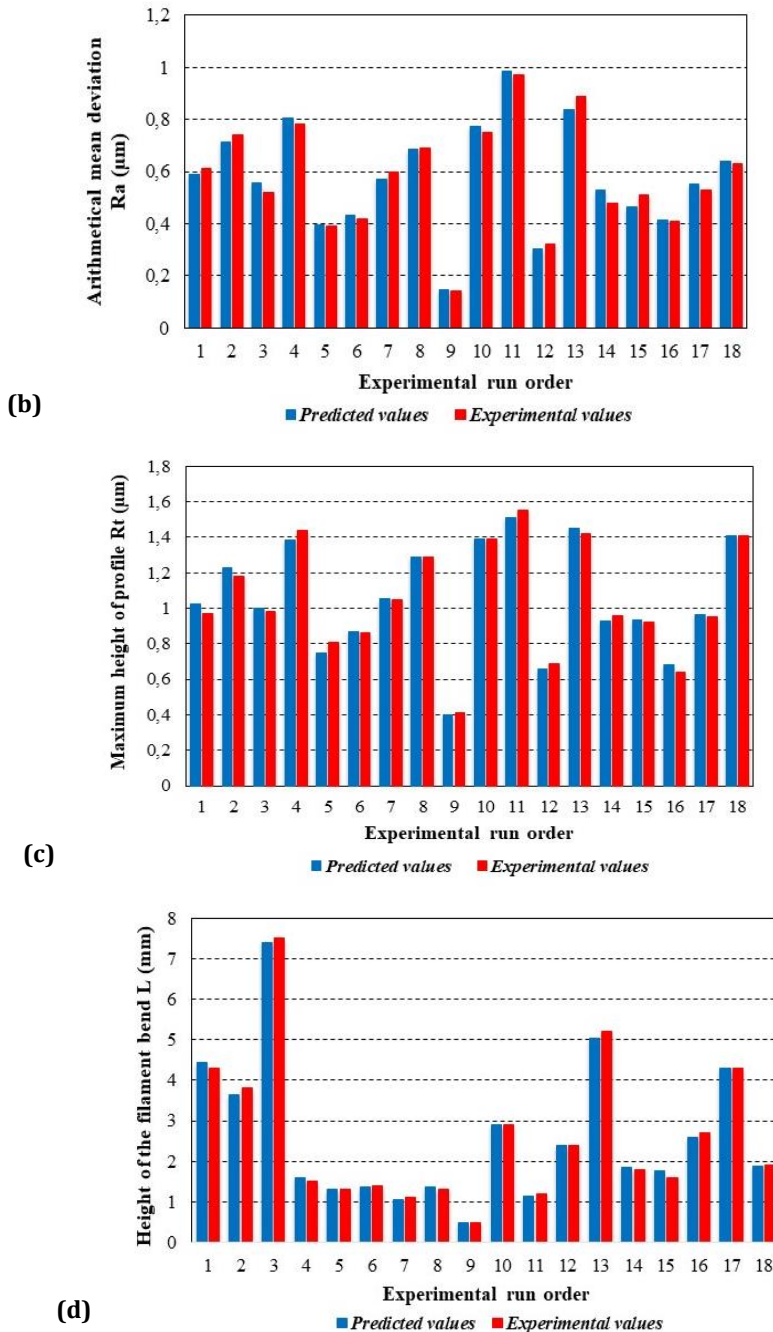 1,2
1
0,8
0,6
0,4
0,2
0
Arithmetical mean deviation
Ra (μm)
1 2 3 4 5 6 7 8 9 10 11 12 13 14 15 16 17 18
Experimental run order
(b)
Predicted values Experimental values
1,8
1,6
1,4
1,2
1
0,8
0,6
0,4
0,2
0
Maximum height of profile Rt (μm)
1 2 3 4 5 6 7 8 9 10 11 12 13 14 15 16 17 18
Experimental run order
(c)
Predicted values Experimental values
8
7
6
5
4
3
2
1
0
Height of the filament bend L (mm)
1 2 3 4 5 6 7 8 9 10 11 12 13 14 15 16 17 18
Experimental run order
(d)
Predicted values Experimental values